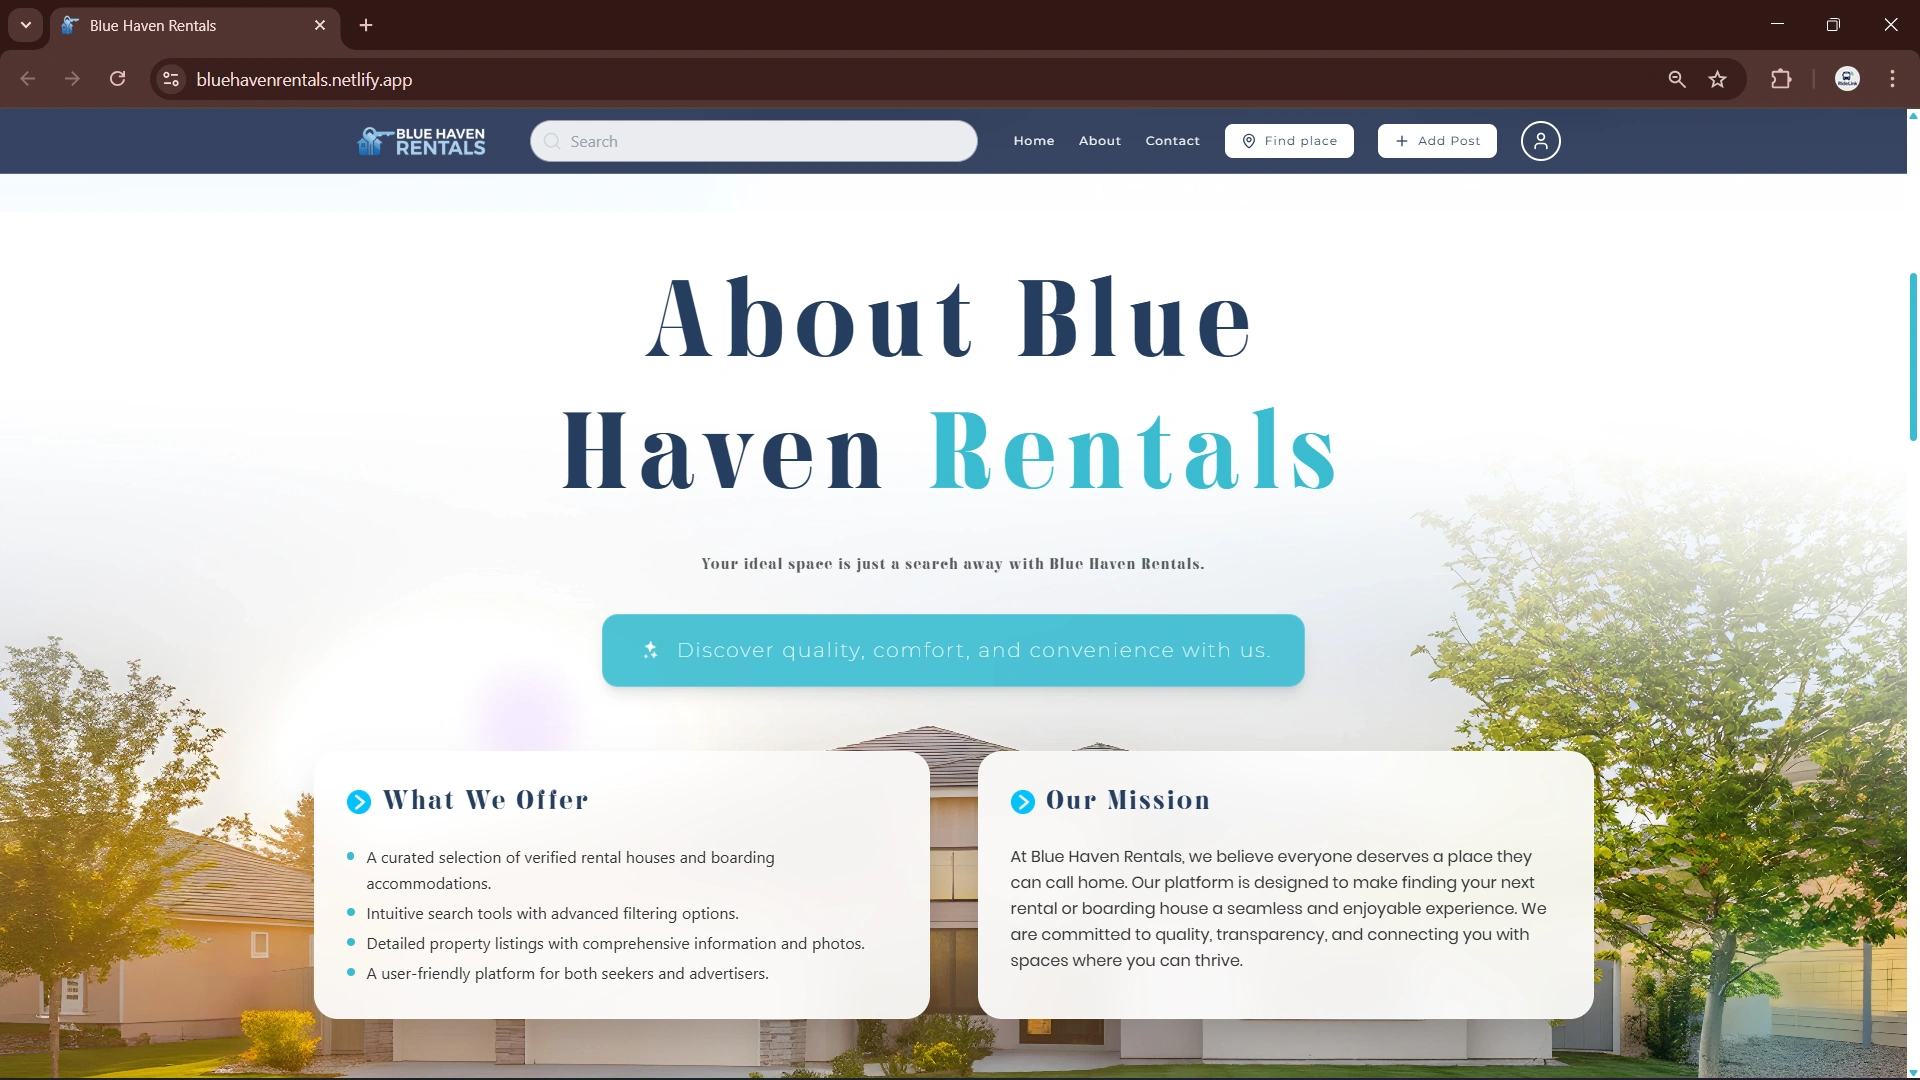 Blue Haven Rentals
bluehavenrentals.netlify.app
BLUE HAVEN
RENTALS
Search
Home
About
Contact
Find place
Add Post
About Blue
Haven Rentals
Your ideal space is just a search away with Blue Haven Rentals.
Discover quality, comfort, and convenience with us.
What We Offer
A curated selection of verified rental houses and boarding
accommodations.
Intuitive search tools with advanced filtering options.
Detailed property listings with comprehensive information and photos.
A user-friendly platform for both seekers and advertisers.
Our Mission
At Blue Haven Rentals, we believe everyone deserves a place they
can call home. Our platform is designed to make finding your next
rental or boarding house a seamless and enjoyable experience. We
are committed to quality, transparency, and connecting you with
spaces where you can thrive.